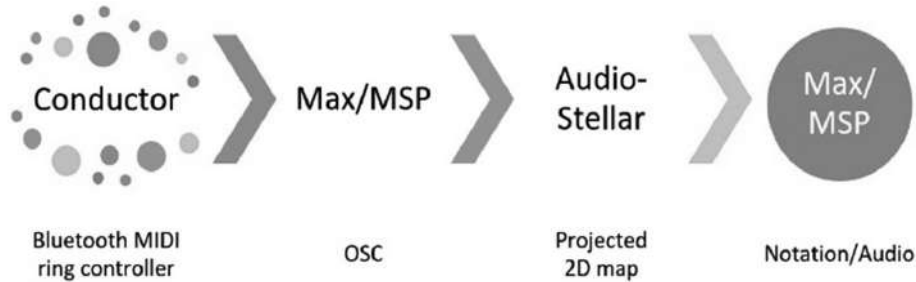 Conductor
Max/MSP
Audio-
Stellar
Max/
MSP
Bluetooth MIDI
ring controller
OSC
Projected
2D map
Notation/Audio